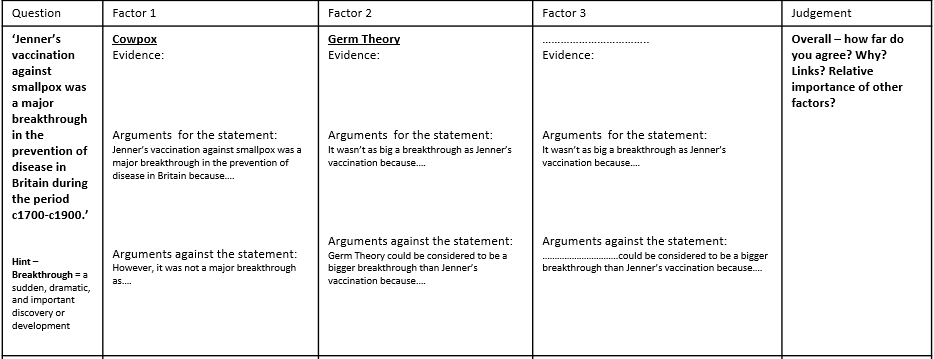 Question
Factor 1
Factor 2
Factor 3
Judgement
‘Jenner’s
vaccination
against
smallpox was
a major
breakthrough
in the
prevention of
disease in
Britain during
the period
c1700-c1900.’
Hint –
Breakthrough = a
sudden, dramatic,
and important
discovery or
development
Cowpox
Evidence:
Arguments for the statement:
Jenner’s vaccination against smallpox was a
major breakthrough in the prevention of
disease in Britain because….
Arguments against the statement:
However, it was not a major breakthrough
as….
Germ Theory
Evidence:
Arguments for the statement:
It wasn’t as big a breakthrough as Jenner’s
vaccination because….
Arguments against the statement:
Germ Theory could be considered to be a
bigger breakthrough than Jenner’s
vaccination because….
……………………………..
Evidence:
Arguments for the statement:
It wasn’t as big a breakthrough as Jenner’s
vaccination because….
Arguments against the statement:
…………………………could be considered to be a bigger
breakthrough than Jenner’s vaccination because….
Overall – how far do
you agree? Why?
Links? Relative
importance of other
factors?